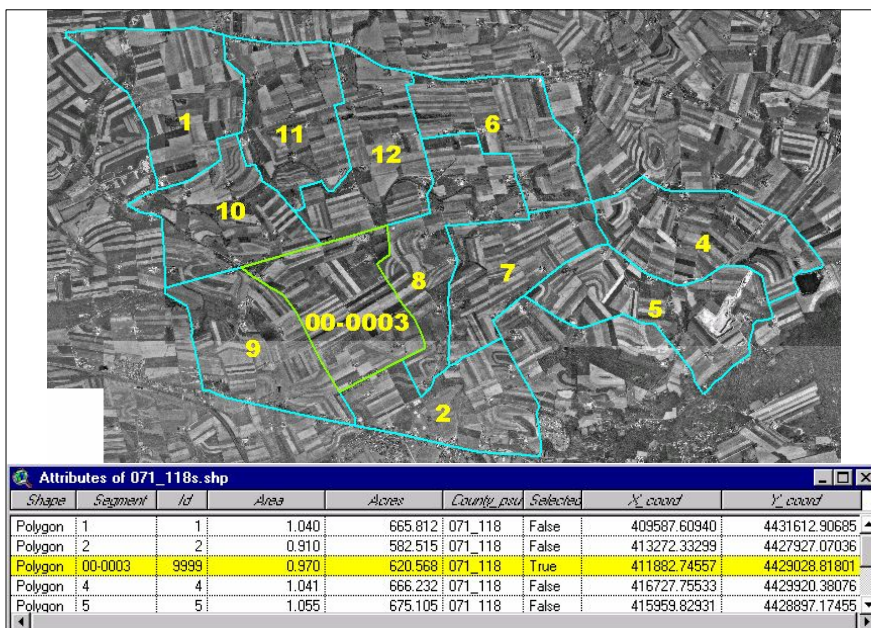 1
11
12
6
10
4
8
7
5
00-0003
9
2
Attributes of 071_118s.shp
Shape Segment Id Area Acres County_psu Selected X_coord Y_coord
Polygon 1 1 1.040 665.812 071_118 False 409587.60940 4431612.90685
Polygon 2 2 0.910 582.515 071_118 False 413272.33299 4427927.07036
Polygon 00-0003 9999 0.970 620.568 071_118 True 411882.74557 4429028.81801
Polygon 4 4 1.041 666.232 071_118 False 416727.75533 4429920.38076
Polygon 5 5 1.055 675.105 071_118 False 415959.82931 4428897.17455